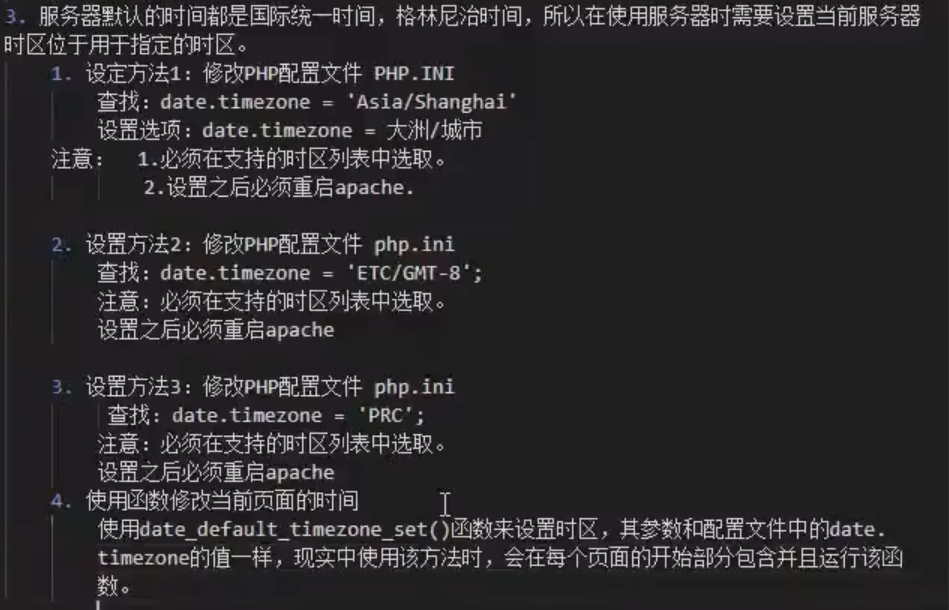 3. 服务器默认的时间都是国际统一时间，格林尼治时间，所以在使用服务器时需要设置当前服务器
时区位于用于指定的时区。
1. 设定方法1：修改PHP配置文件 PHP.INI
查找：date.timezone = 'Asia/Shanghai'
设置选项：date.timezone = 大洲/城市
注意： 1.必须在支持的时区列表中选取。
2.设置之后必须重启apache.
2. 设置方法2：修改PHP配置文件 php.ini
查找：date.timezone = 'ETC/GMT-8';
注意：必须在支持的时区列表中选取。
设置之后必须重启apache
3. 设置方法3：修改PHP配置文件 php.ini
查找：date.timezone = 'PRC';
注意：必须在支持的时区列表中选取。
设置之后必须重启apache
4. 使用函数修改当前页面的时间
使用date_default_timezone_set()函数来设置时区，其参数和配置文件中的date.
timezone的值一样，现实中使用该方法时，会在每个页面的开始部分包含并且运行该函
数。